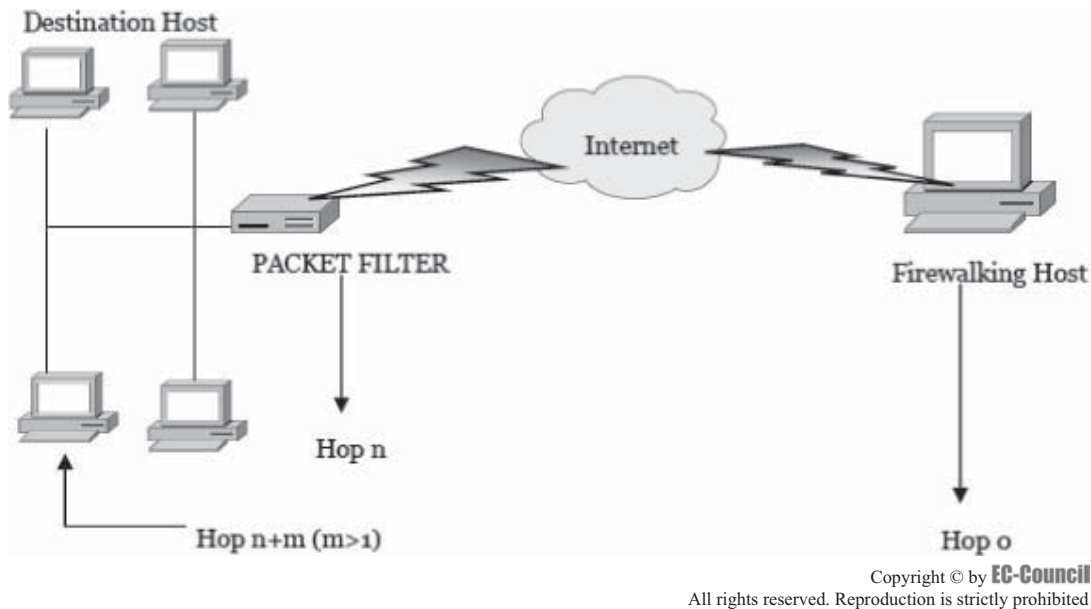 Destination Host
Internet
PACKET FILTER
Firewalking Host
Hop n
Hop n+m (m>1)
Hop 0
Copyright © by EC-Council
All rights reserved. Reproduction is strictly prohibited